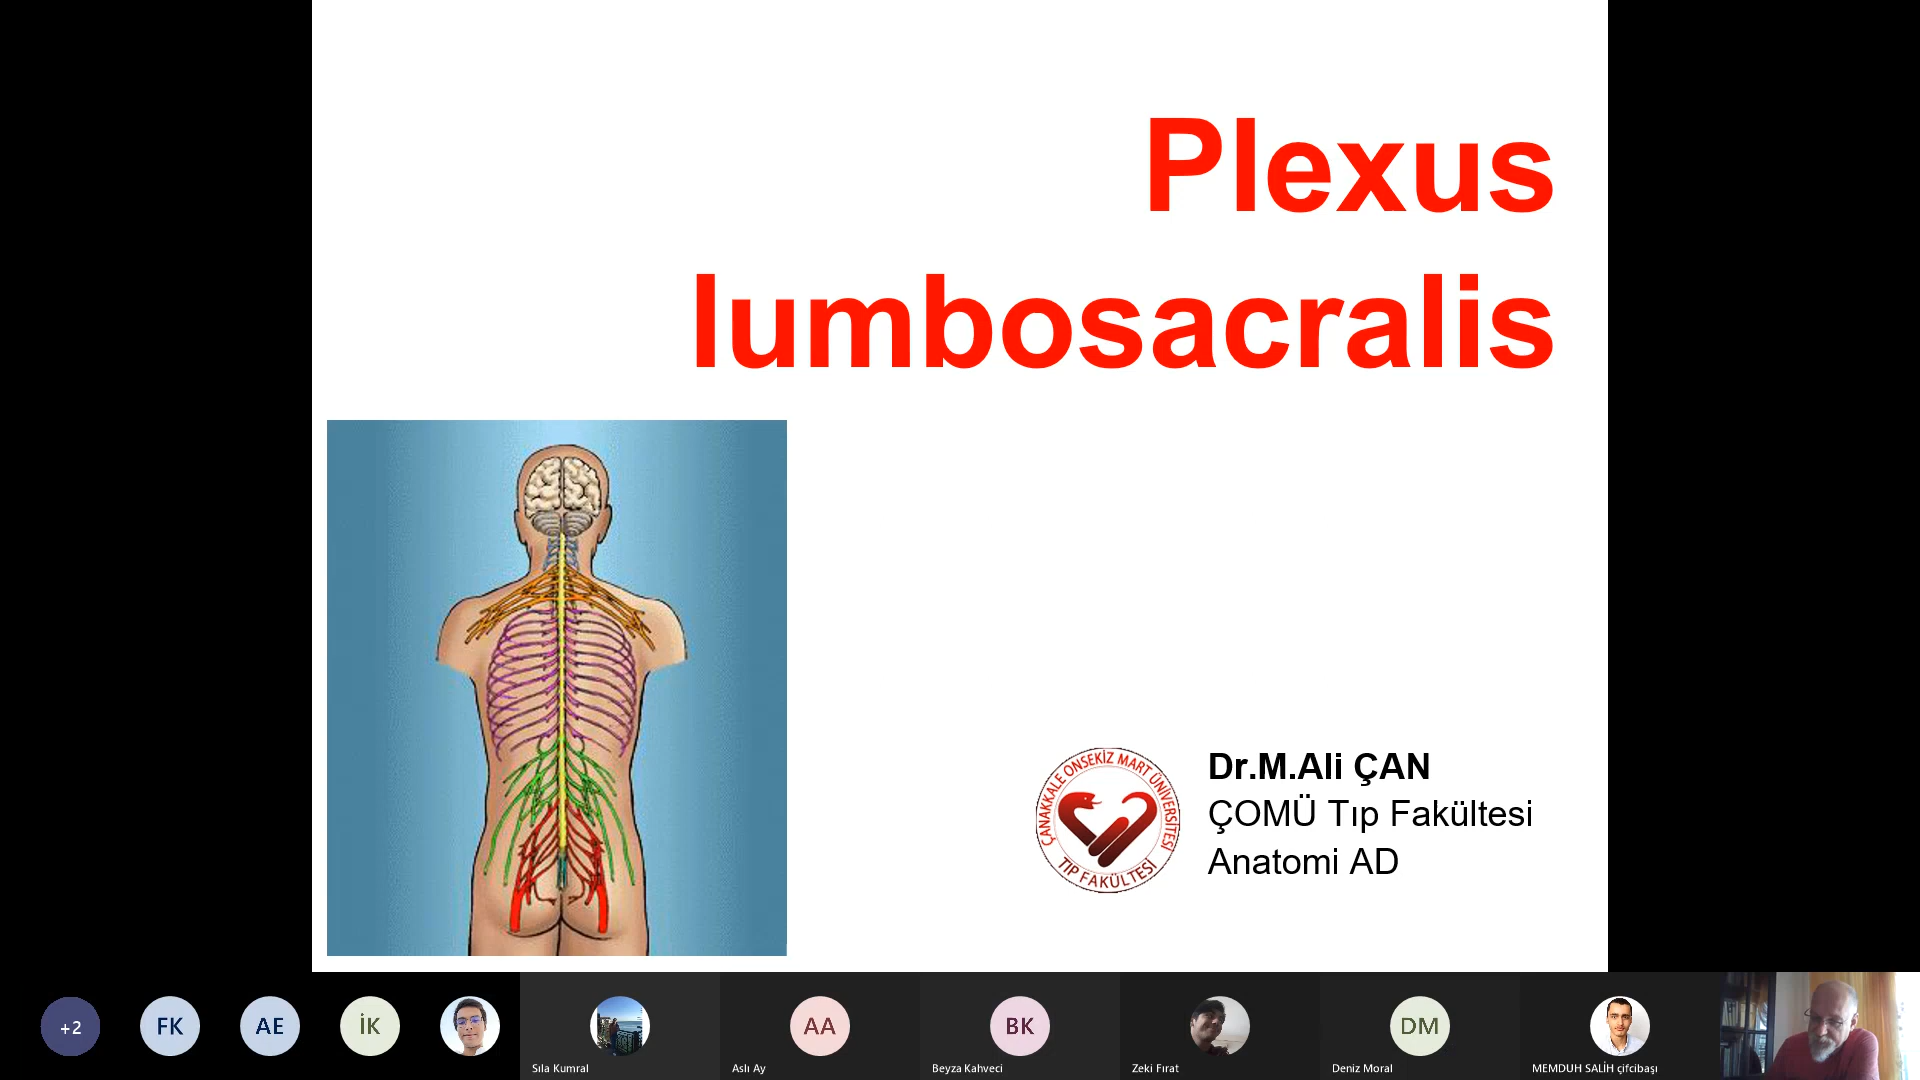 Plexus
lumbosacralis
ÇANAKKALE ONSEKİZ MART ÜNİVERSİTESİ
TIP FAKÜLTESİ
Dr.M.Ali ÇAN
ÇOMÜ Tıp Fakültesi
Anatomi AD
+2
FK
AE
İK
Sıla Kumral
AA
Aslı Ay
BK
Beyza Kahveci
Zeki Fırat
DM
Deniz Moral
MEMDUH SALİH çifcibaşı